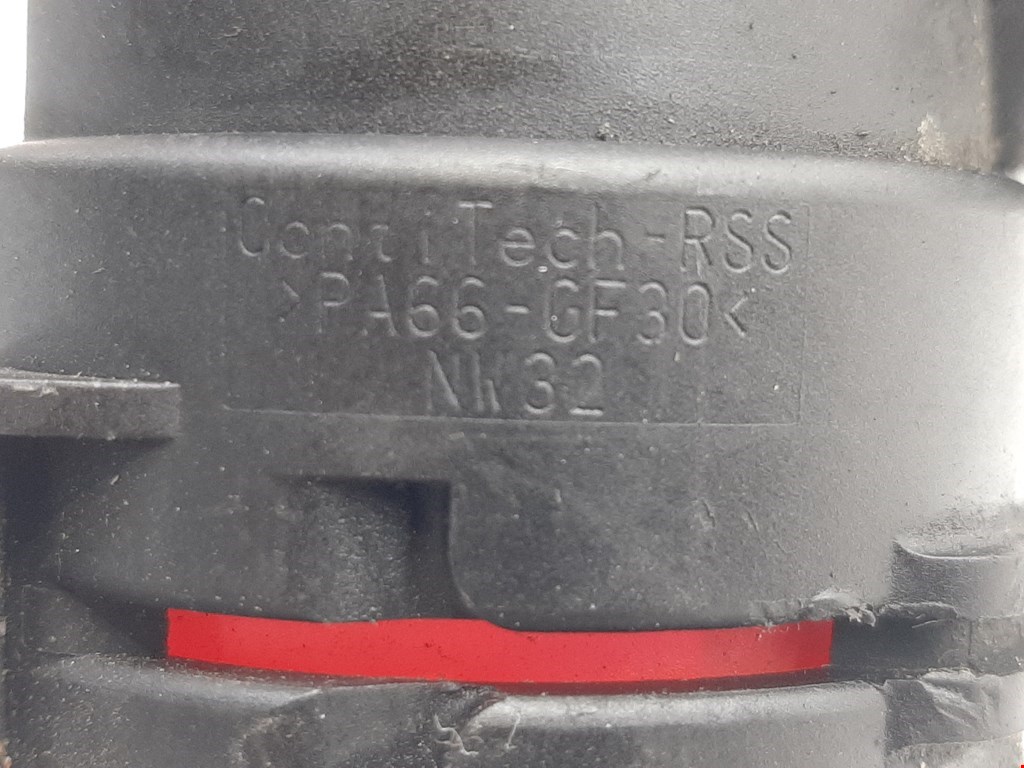 ContiTech-RSS
>PA66-GF30<
NW32